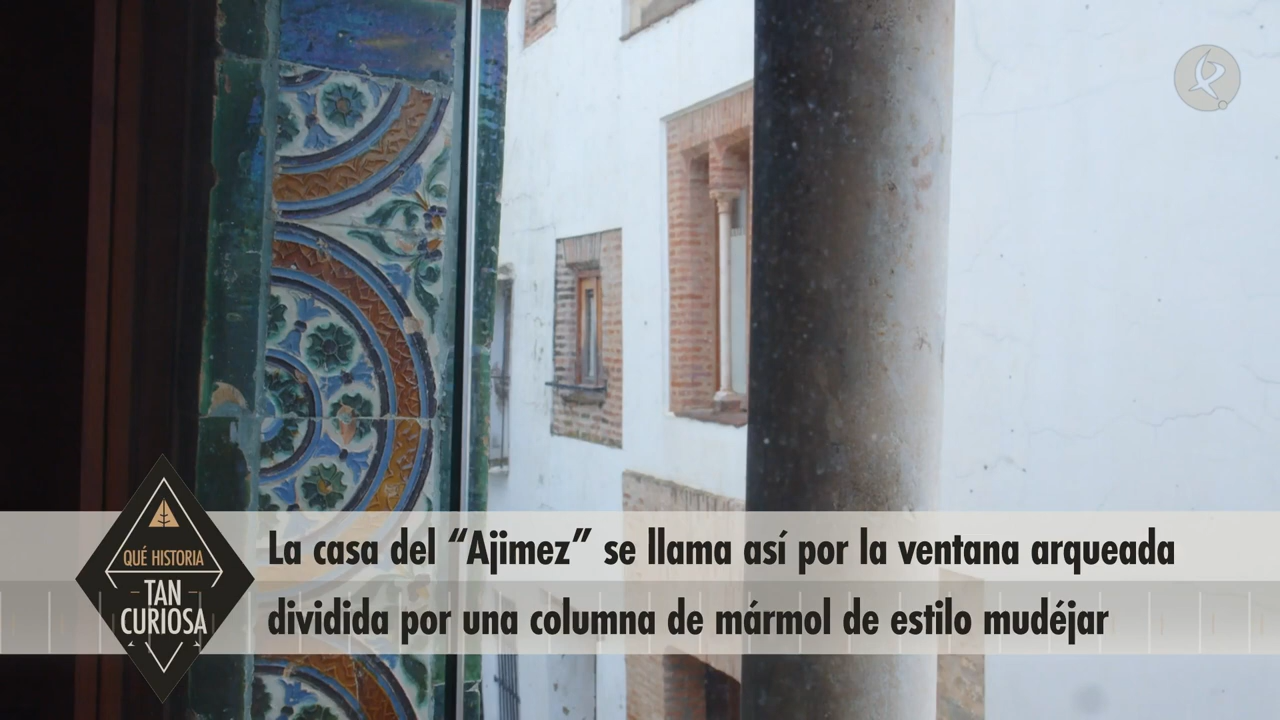 La casa del “Ajimez” se llama así por la ventana arqueada
dividida por una columna de mármol de estilo mudéjar
QUÉ HISTORIA
TAN
CURIOSA